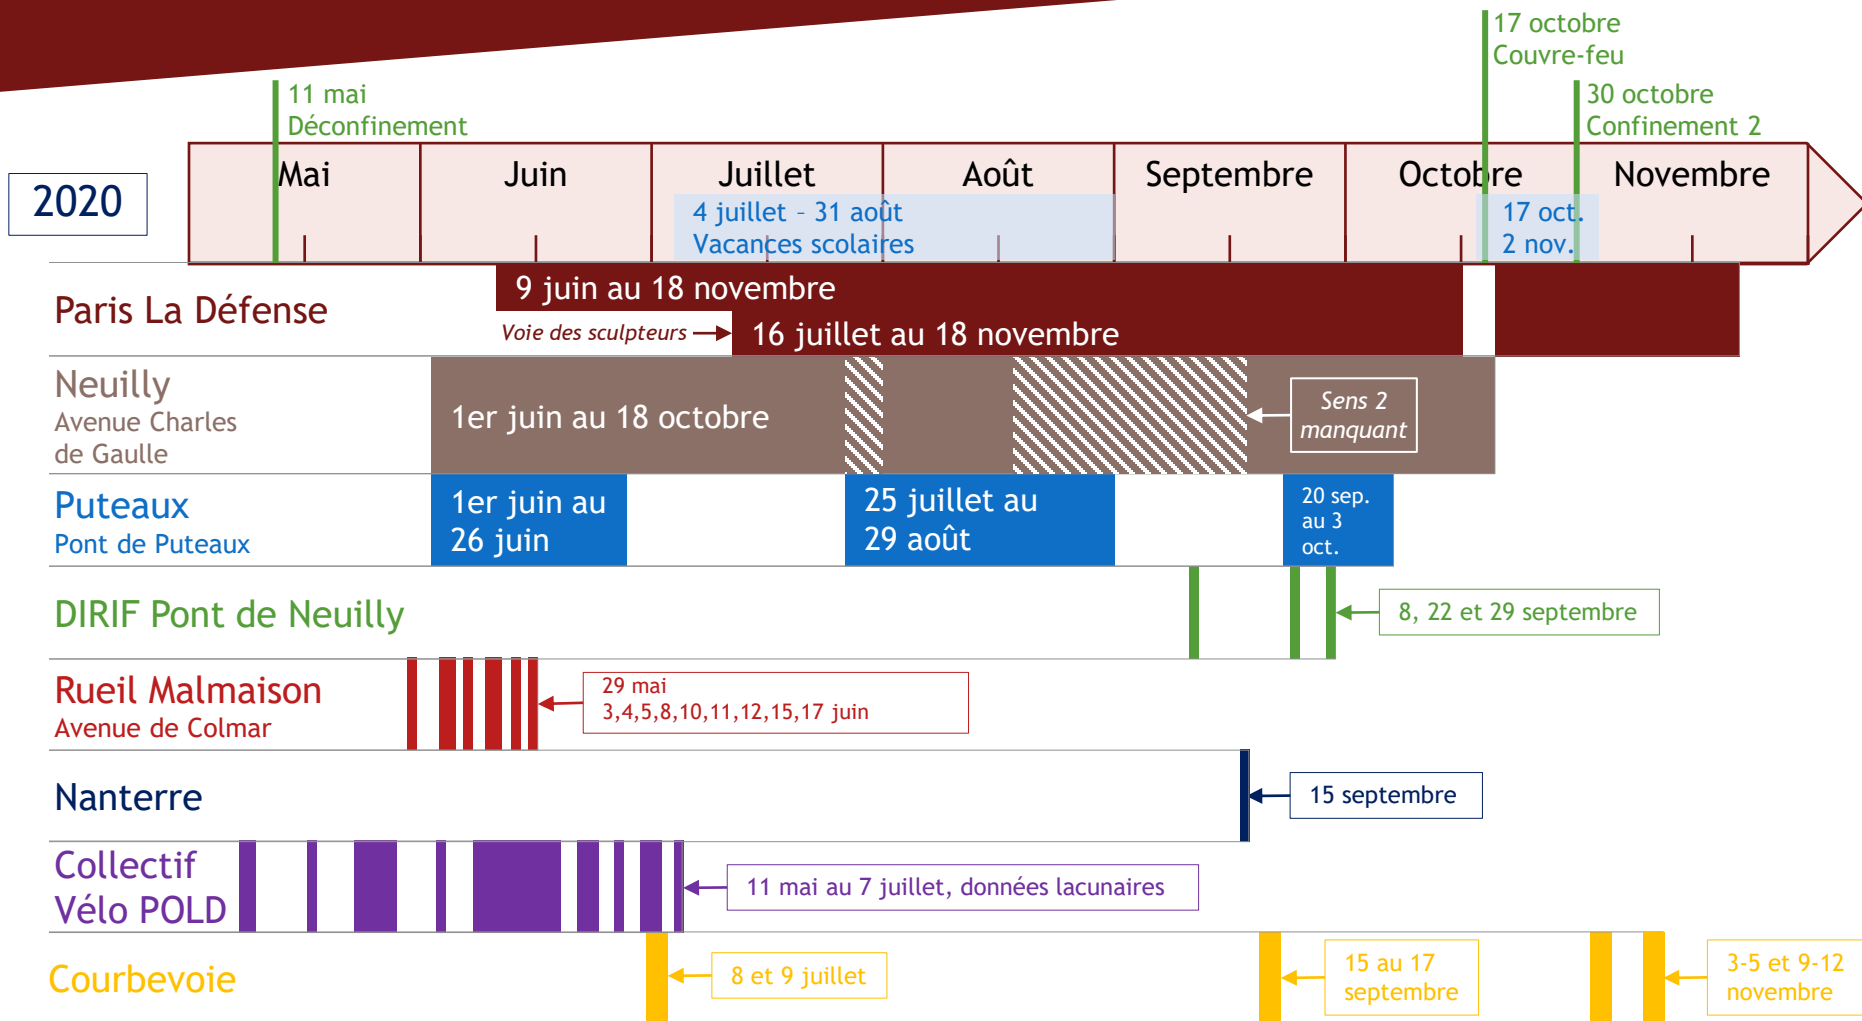 17 octobre
Couvre-feu
11 mai
Déconfinement
30 octobre
Confinement 2
2020
Mai
Juin
Juillet
Août
Septembre
Octobre
Novembre
4 juillet – 31 août
Vacances scolaires
17 oct.
2 nov.
Paris La Défense
9 juin au 18 novembre
Voie des sculpteurs
16 juillet au 18 novembre
Neuilly
Avenue Charles
de Gaulle
1er juin au 18 octobre
Sens 2
manquant
Puteaux
Pont de Puteaux
1er juin au
26 juin
25 juillet au
29 août
20 sep.
au 3
oct.
DIRIF Pont de Neuilly
8, 22 et 29 septembre
Rueil Malmaison
Avenue de Colmar
29 mai
3,4,5,8,10,11,12,15,17 juin
Nanterre
15 septembre
Collectif
Vélo POLD
11 mai au 7 juillet, données lacunaires
Courbevoie
8 et 9 juillet
15 au 17
septembre
3-5 et 9-12
novembre